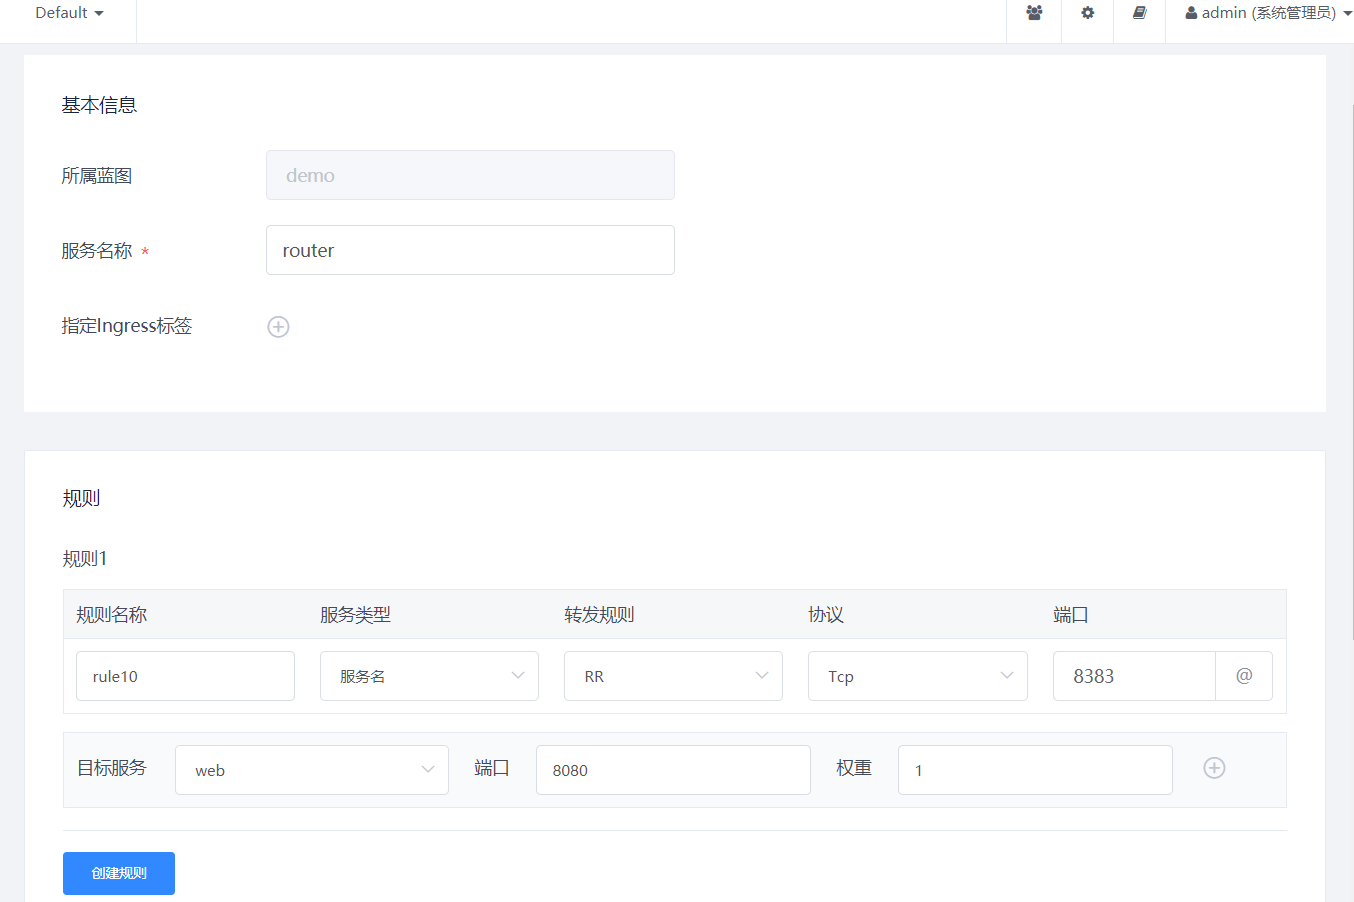 Default
admin (系统管理员)
基本信息
所属蓝图
demo
服务名称 *
router
指定Ingress标签
规则
规则1
规则名称 服务类型 转发规则 协议 端口
rule10 服务名 RR Tcp 8383 @
目标服务 web 端口 8080 权重 1
创建规则